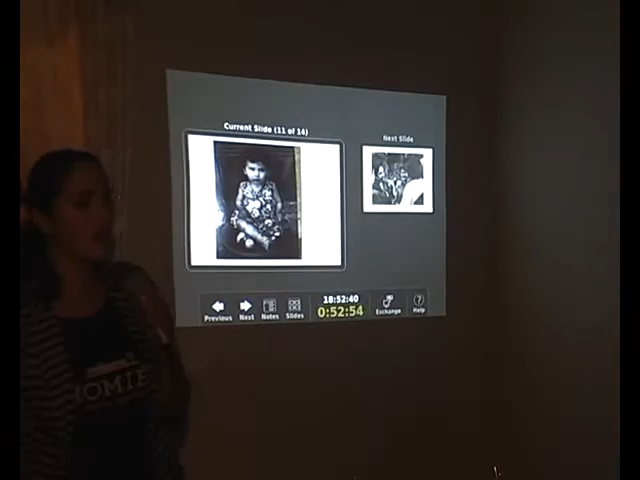 Current Slide (11 of 14)
Next Slide
18:52:40
0:52:54
Previous
Next
Notes
Slides
Exchange
Help
HOMIE